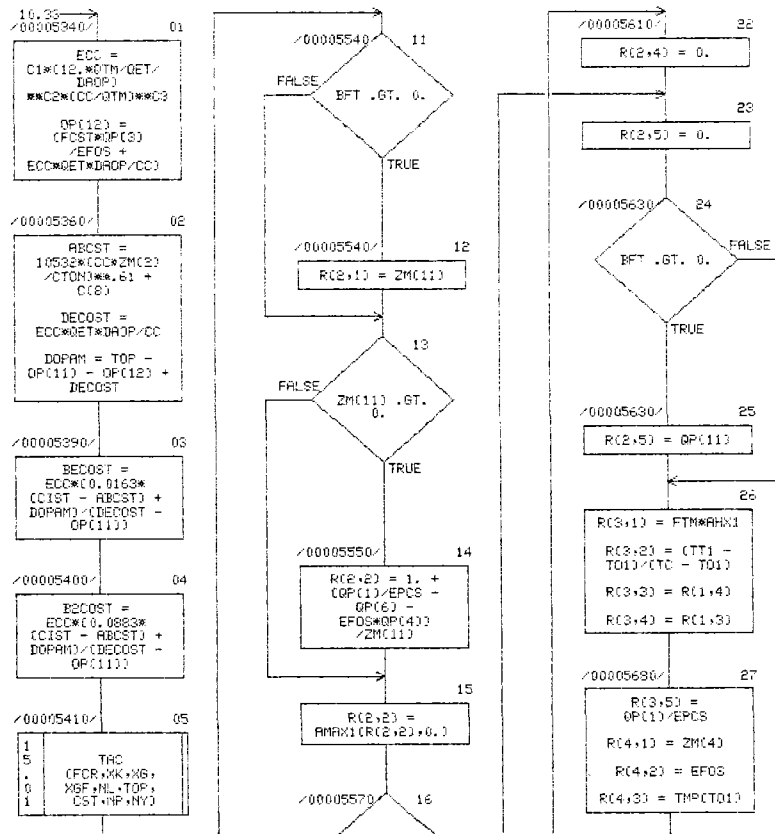 10.33
/00005340/ 01
ECC =
C1*(12.*QTM/QET/
DAOP)
**C2*(CC/QTM)**C3
OP(12) =
(FCST*QP(3)
/EFOS +
ECC*QET*DAOP/CC)
/00005360/ 02
ABCST =
10532*(CC*ZM(2)
/CTON)**.61 +
C(8)
DECOST =
ECC*QET*DAOP/CC
DOPAM = TOP -
OP(11) - OP(12) +
DECOST
/00005390/ 03
BECOST =
ECC*(0.0163*
(CIST - ABCST) +
DOPAM)/(DECOST -
OP(11))
/00005400/ 04
B2COST =
ECC*(0.0883*
(CIST - ABCST) +
DOPAM)/(DECOST -
OP(11))
/00005410/ 05
1
5
.
0
1
TAC
(FCR,XK,XG,
XGF,NL,TOP,
CST,NP,NY)
/00005540/ 11
FALSE
BFT .GT. 0.
TRUE
/00005540/ 12
R(2,1) = ZM(11)
13
FALSE
ZM(11) .GT.
0.
TRUE
/00005550/ 14
R(2,2) = 1. +
(QP(1)/EPCS -
QP(6) -
EFOS*QP(4))
/ZM(11)
15
R(2,2) =
AMAX1(R(2,2),0.)
/00005570/ 16
/00005610/ 22
R(2,4) = 0.
23
R(2,5) = 0.
/00005630/ 24
FALSE
BFT .GT. 0.
TRUE
/00005630/ 25
R(2,5) = QP(11)
26
R(3,1) = FTM*AHX1
R(3,2) = (TT1 -
TO1)/(TC - TO1)
R(3,3) = R(1,4)
R(3,4) = R(1,3)
/00005680/ 27
R(3,5) =
QP(1)/EPCS
R(4,1) = ZM(4)
R(4,2) = EFOS
R(4,3) = TMP(TO1)